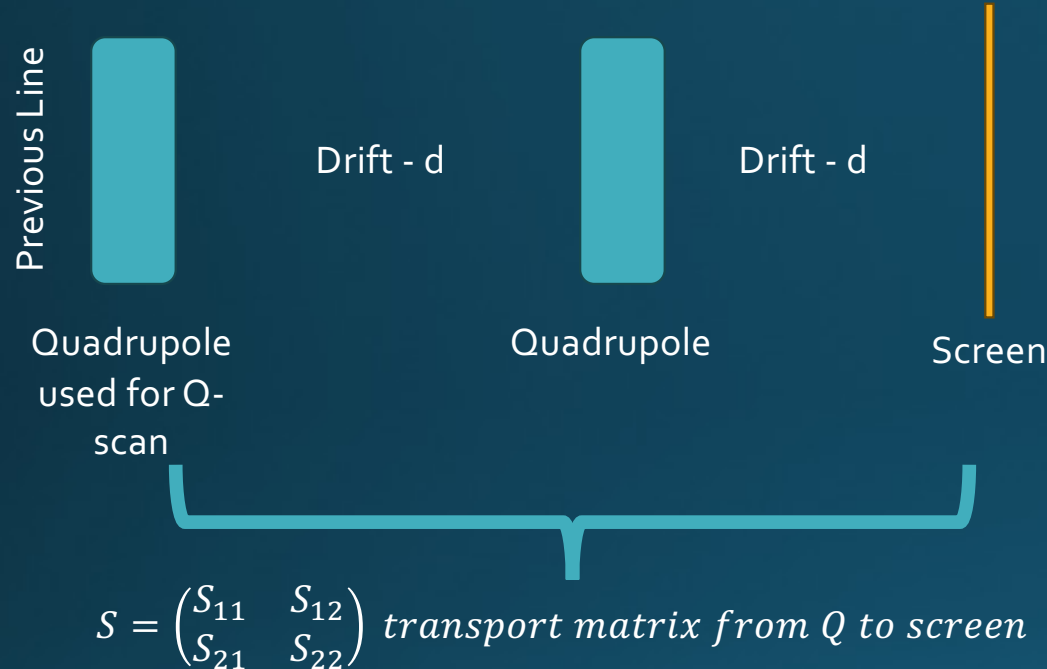 Previous Line
Drift - d
Drift - d
Quadrupole
used for Q-
scan
Quadrupole
Screen
S = (S₁₁ S₁₂
S₂₁ S₂₂) transport matrix from Q to screen